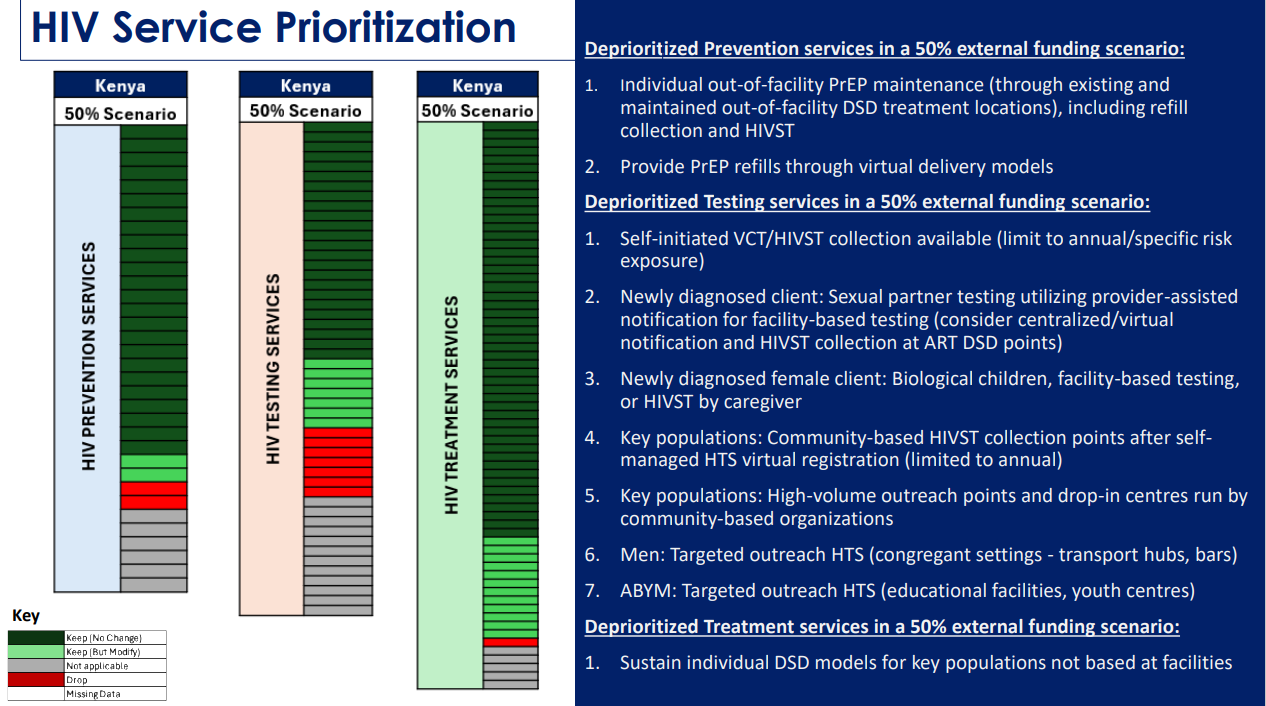 HIV Service Prioritization
Kenya
50% Scenario
HIV PREVENTION SERVICES
Kenya
50% Scenario
HIV TESTING SERVICES
Kenya
50% Scenario
HIV TREATMENT SERVICES
Key
Keep (No Change)
Keep (But Modify)
Not applicable
Drop
Missing Data
Deprioritized Prevention services in a 50% external funding scenario:
1. Individual out-of-facility PrEP maintenance (through existing and
maintained out-of-facility DSD treatment locations), including refill
collection and HIVST
2. Provide PrEP refills through virtual delivery models
Deprioritized Testing services in a 50% external funding scenario:
1. Self-initiated VCT/HIVST collection available (limit to annual/specific risk
exposure)
2. Newly diagnosed client: Sexual partner testing utilizing provider-assisted
notification for facility-based testing (consider centralized/virtual
notification and HIVST collection at ART DSD points)
3. Newly diagnosed female client: Biological children, facility-based testing,
or HIVST by caregiver
4. Key populations: Community-based HIVST collection points after self-
managed HTS virtual registration (limited to annual)
5. Key populations: High-volume outreach points and drop-in centres run by
community-based organizations
6. Men: Targeted outreach HTS (congregant settings - transport hubs, bars)
7. ABYM: Targeted outreach HTS (educational facilities, youth centres)
Deprioritized Treatment services in a 50% external funding scenario:
1. Sustain individual DSD models for key populations not based at facilities